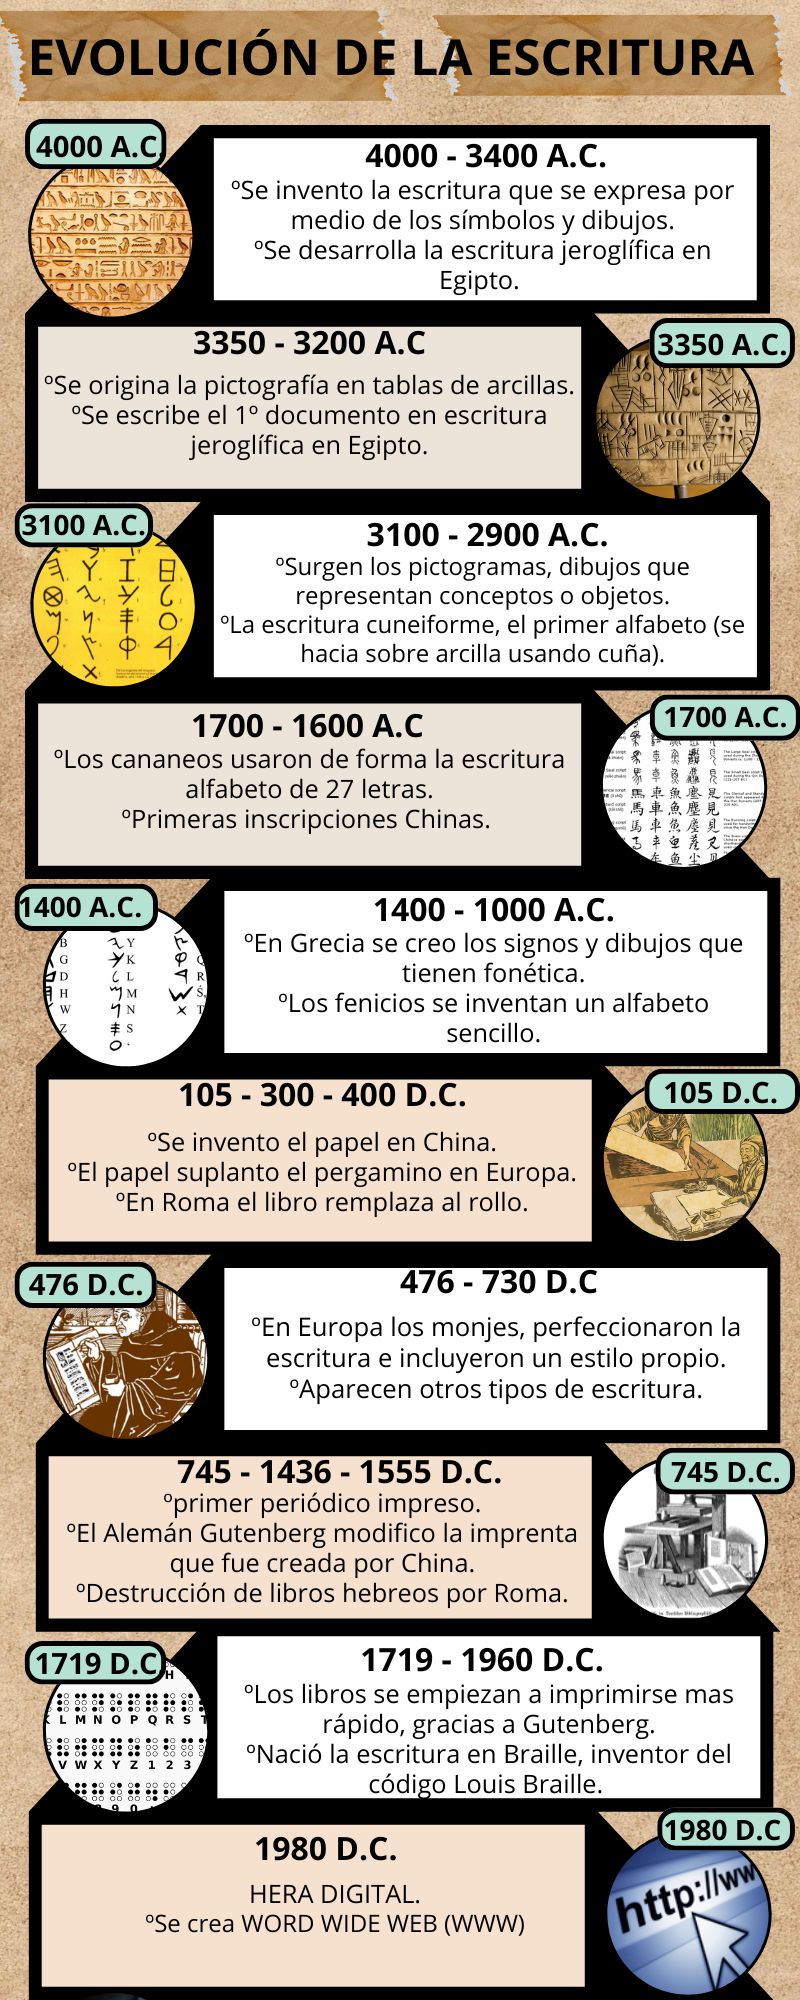 EVOLUCIÓN DE LA ESCRITURA
4000 A.C.
4000 - 3400 A.C.
ºSe invento la escritura que se expresa por
medio de los símbolos y dibujos.
ºSe desarrolla la escritura jeroglífica en
Egipto.
3350 - 3200 A.C
3350 A.C.
ºSe origina la pictografía en tablas de arcillas.
ºSe escribe el 1º documento en escritura
jeroglífica en Egipto.
3100 A.C.
3100 - 2900 A.C.
ºSurgen los pictogramas, dibujos que
representan conceptos o objetos.
ºLa escritura cuneiforme, el primer alfabeto (se
hacia sobre arcilla usando cuña).
1700 - 1600 A.C
1700 A.C.
ºLos cananeos usaron de forma la escritura
alfabeto de 27 letras.
ºPrimeras inscripciones Chinas.
馬 車 魚 塵 見
1400 A.C.
1400 - 1000 A.C.
ºEn Grecia se creo los signos y dibujos que
tienen fonética.
ºLos fenicios se inventan un alfabeto
sencillo.
B Y
G K Q
D L R
H M Ś
W N T
Z S
105 - 300 - 400 D.C.
105 D.C.
ºSe invento el papel en China.
ºEl papel suplanto el pergamino en Europa.
ºEn Roma el libro remplaza al rollo.
476 D.C.
476 - 730 D.C
ºEn Europa los monjes, perfeccionaron la
escritura e incluyeron un estilo propio.
ºAparecen otros tipos de escritura.
745 - 1436 - 1555 D.C.
745 D.C.
ºprimer periódico impreso.
ºEl Alemán Gutenberg modifico la imprenta
que fue creada por China.
ºDestrucción de libros hebreos por Roma.
1719 D.C.
1719 - 1960 D.C.
ºLos libros se empiezan a imprimirse mas
rápido, gracias a Gutenberg.
ºNació la escritura en Braille, inventor del
código Louis Braille.
H
K L M N O P Q R S T
V W X Y Z 1 2 3
9 0
1980 D.C.
1980 D.C
HERA DIGITAL.
ºSe crea WORD WIDE WEB (WWW)
http://ww